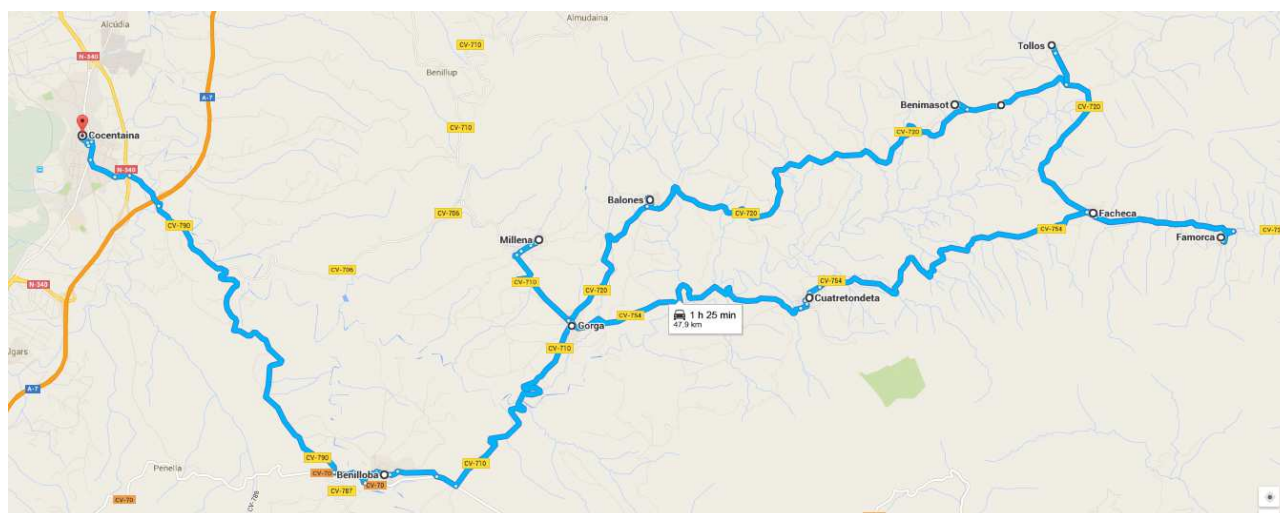 Alcúdia
Almudaina
N-340
CV-710
Tollos
Benillup
A-7
Benimasot
CV-720
CV-710
CV-720
Cocentaina
N-340
Balones
CV-720
Facheca
CV-790
CV-754
Famorca
Millena
CV-796
CV-710
CV-720
CV-754
N-340
Cuatretondeta
1 h 25 min
47,9 km
CV-754
Gorga
CV-710
A-7
CV-790
CV-710
Penella
CV-70
Benilloba
CV-70
CV-787
CV-70